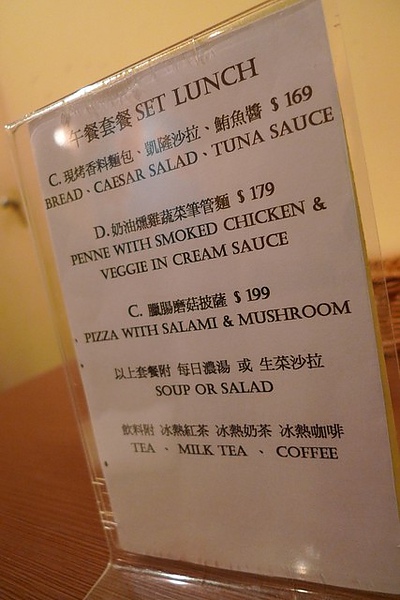 午餐套餐 SET LUNCH
C. 現烤香料麵包、凱薩沙拉、鮪魚醬 $ 169
BREAD、CAESAR SALAD、TUNA SAUCE
D. 奶油燻雞蔬菜筆管麵 $ 179
PENNE WITH SMOKED CHICKEN &
VEGGIE IN CREAM SAUCE
C. 臘腸磨菇披薩 $ 199
PIZZA WITH SALAMI & MUSHROOM
以上套餐附 每日濃湯 或 生菜沙拉
SOUP OR SALAD
飲料附 冰熱紅茶 冰熱奶茶 冰熱咖啡
TEA 、 MILK TEA 、 COFFEE